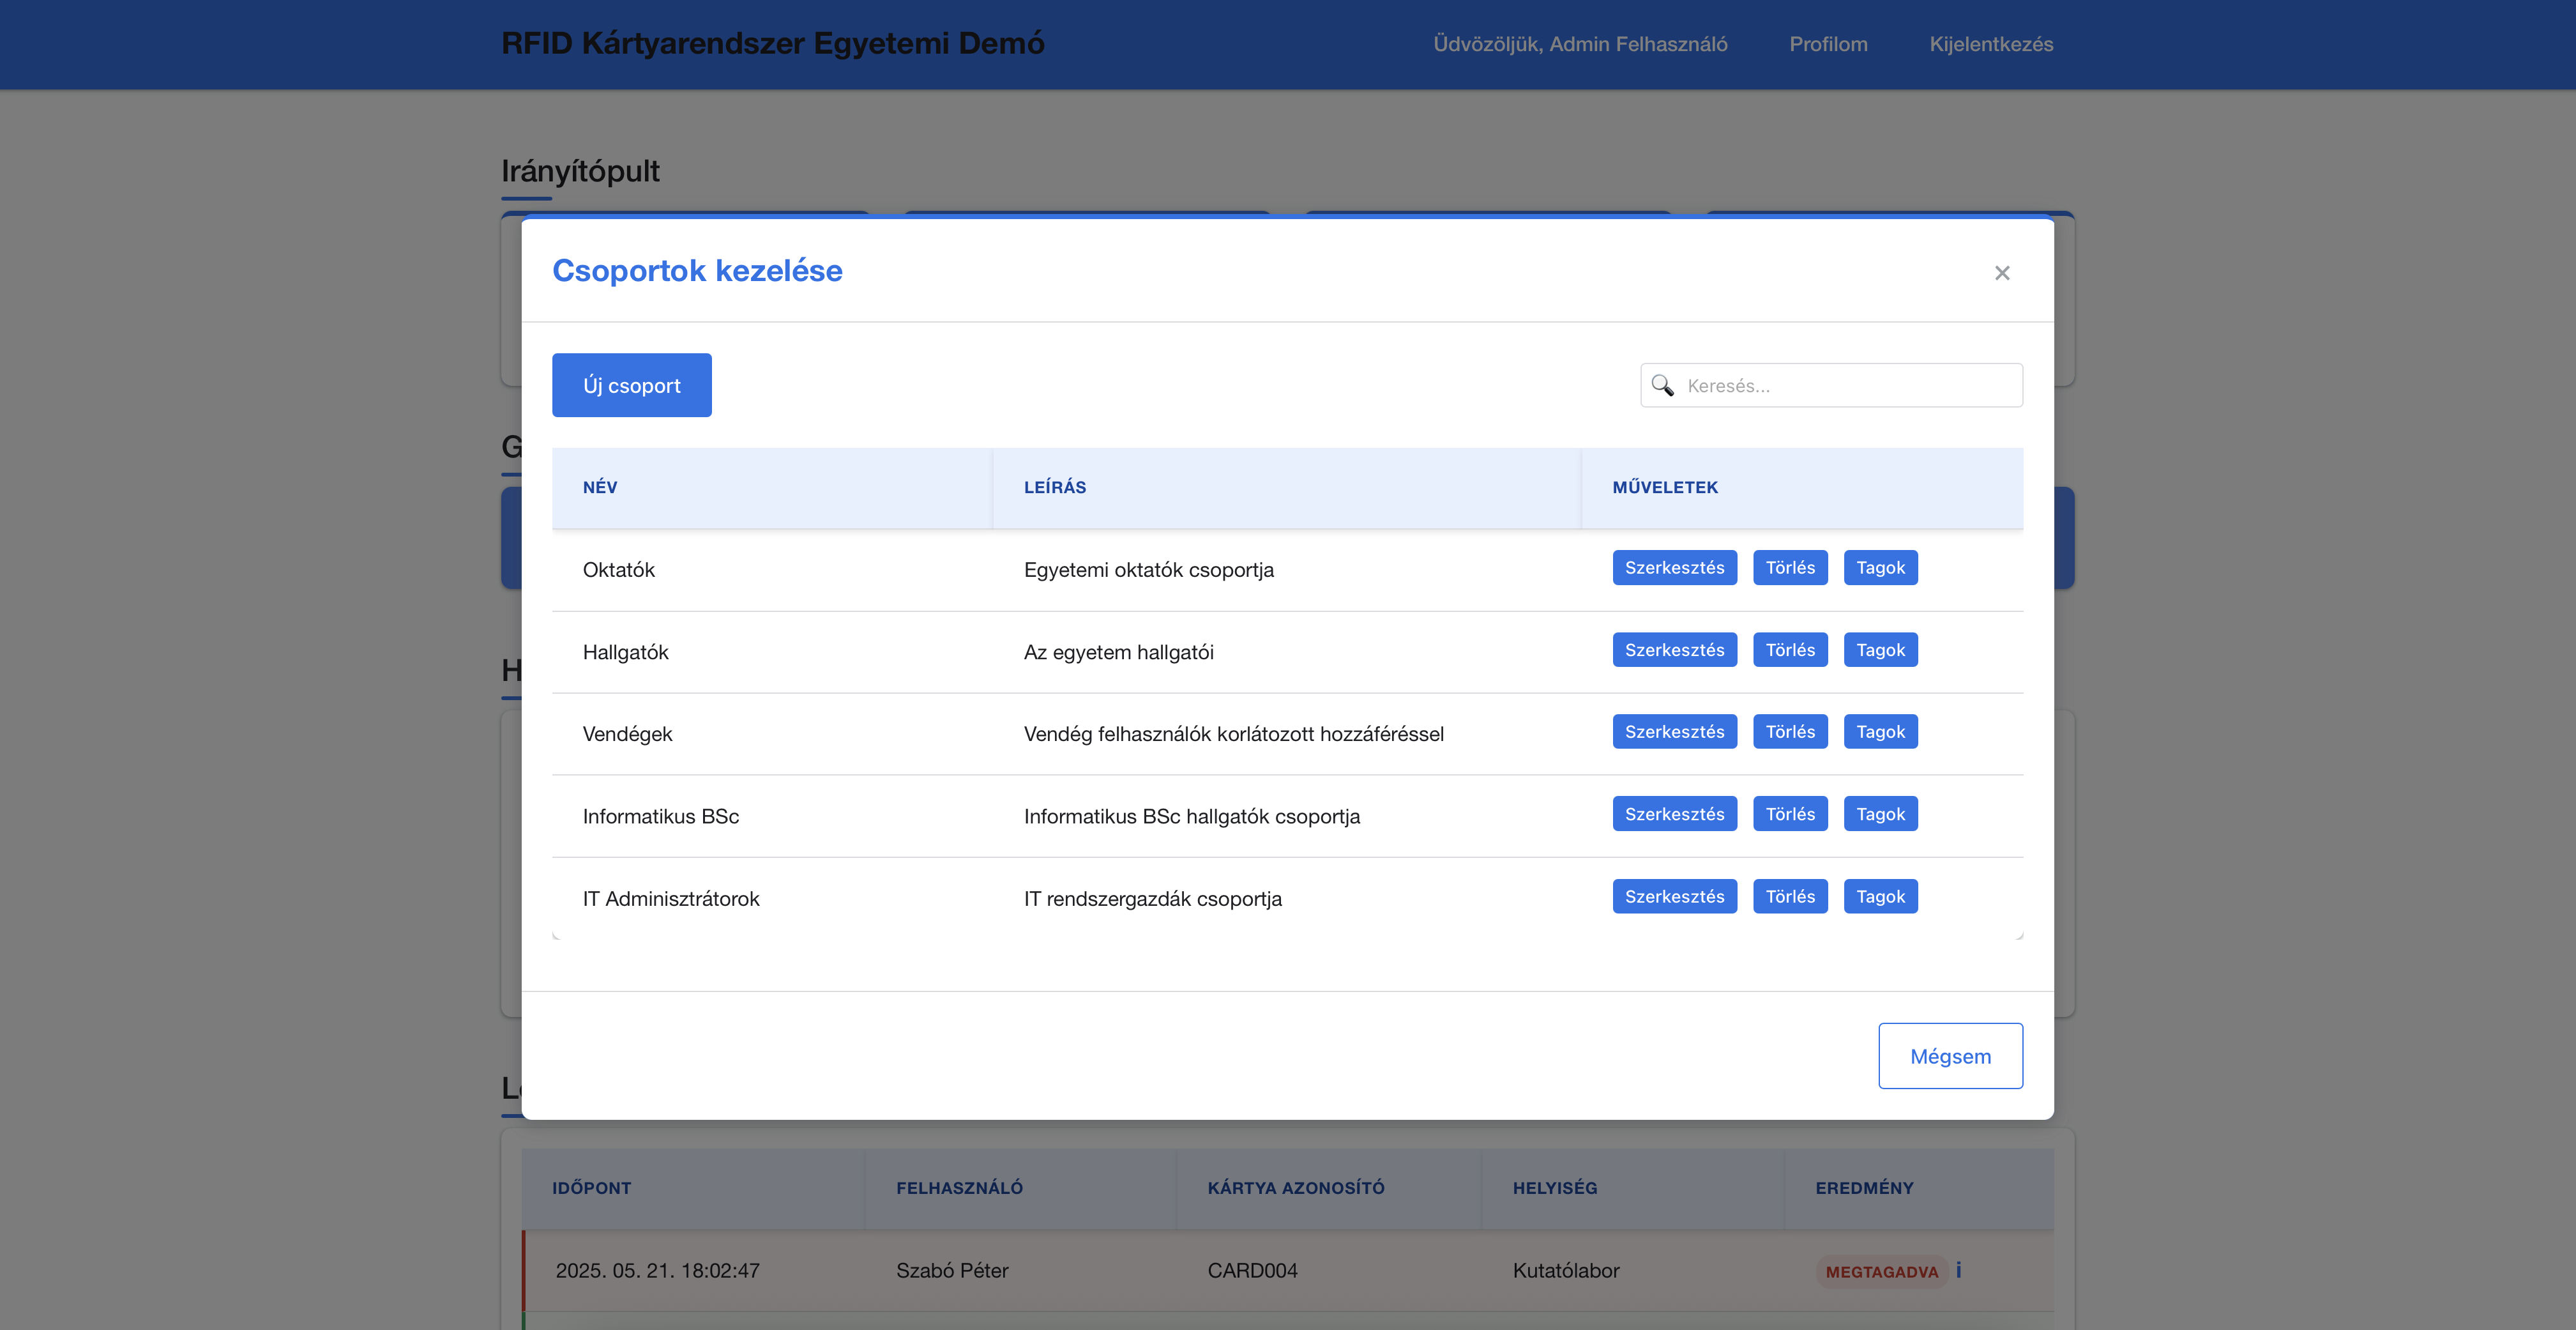 RFID Kártyarendszer Egyetemi Demó Üdvözöljük, Admin Felhasználó Profilom Kijelentkezés
Irányítópult
Csoportok kezelése ×
Új csoport Keresés...
NÉV LEÍRÁS MŰVELETEK
Oktatók Egyetemi oktatók csoportja Szerkesztés Törlés Tagok
Hallgatók Az egyetem hallgatói Szerkesztés Törlés Tagok
Vendégek Vendég felhasználók korlátozott hozzáféréssel Szerkesztés Törlés Tagok
Informatikus BSc Informatikus BSc hallgatók csoportja Szerkesztés Törlés Tagok
IT Adminisztrátorok IT rendszergazdák csoportja Szerkesztés Törlés Tagok
Mégsem
IDŐPONT FELHASZNÁLÓ KÁRTYA AZONOSÍTÓ HELYISÉG EREDMÉNY
2025. 05. 21. 18:02:47 Szabó Péter CARD004 Kutatólabor MEGTAGADVA i